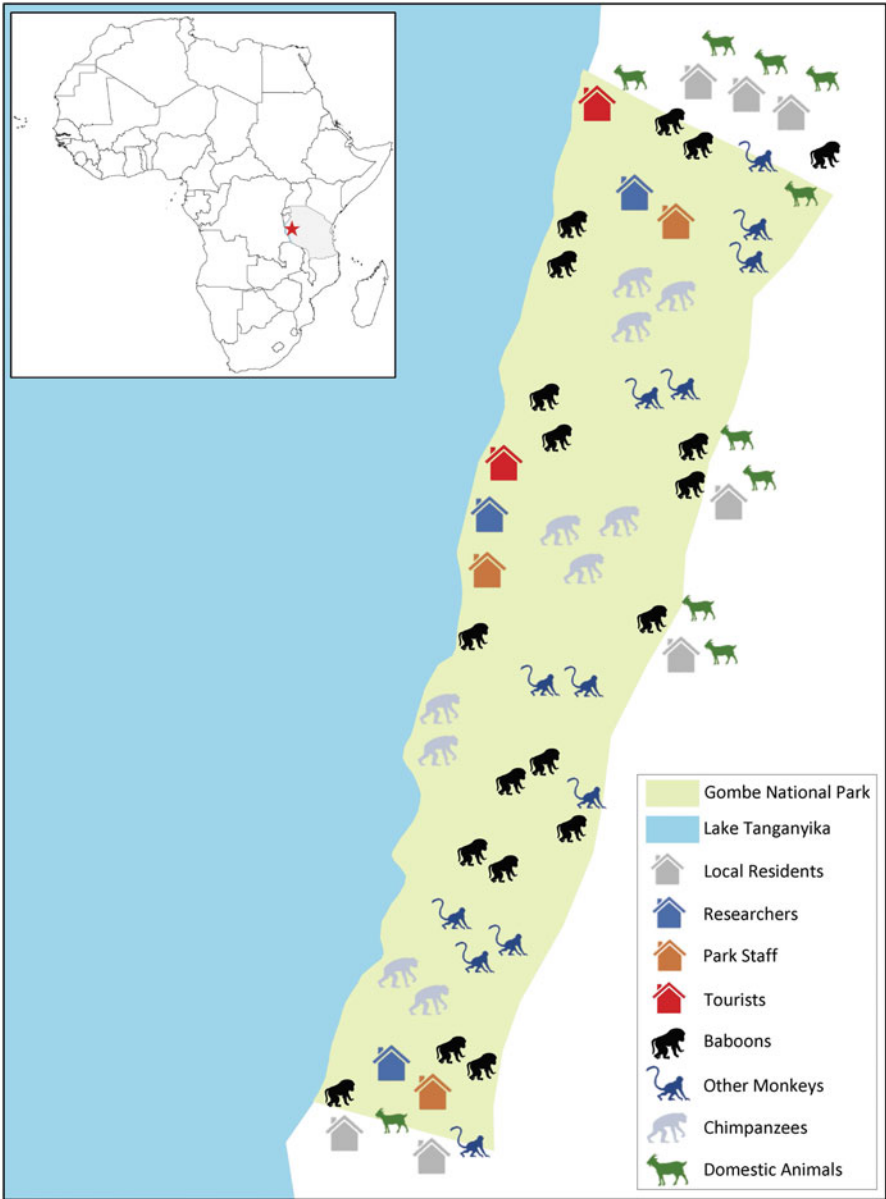 Gombe National Park
Lake Tanganyika
Local Residents
Researchers
Park Staff
Tourists
Baboons
Other Monkeys
Chimpanzees
Domestic Animals